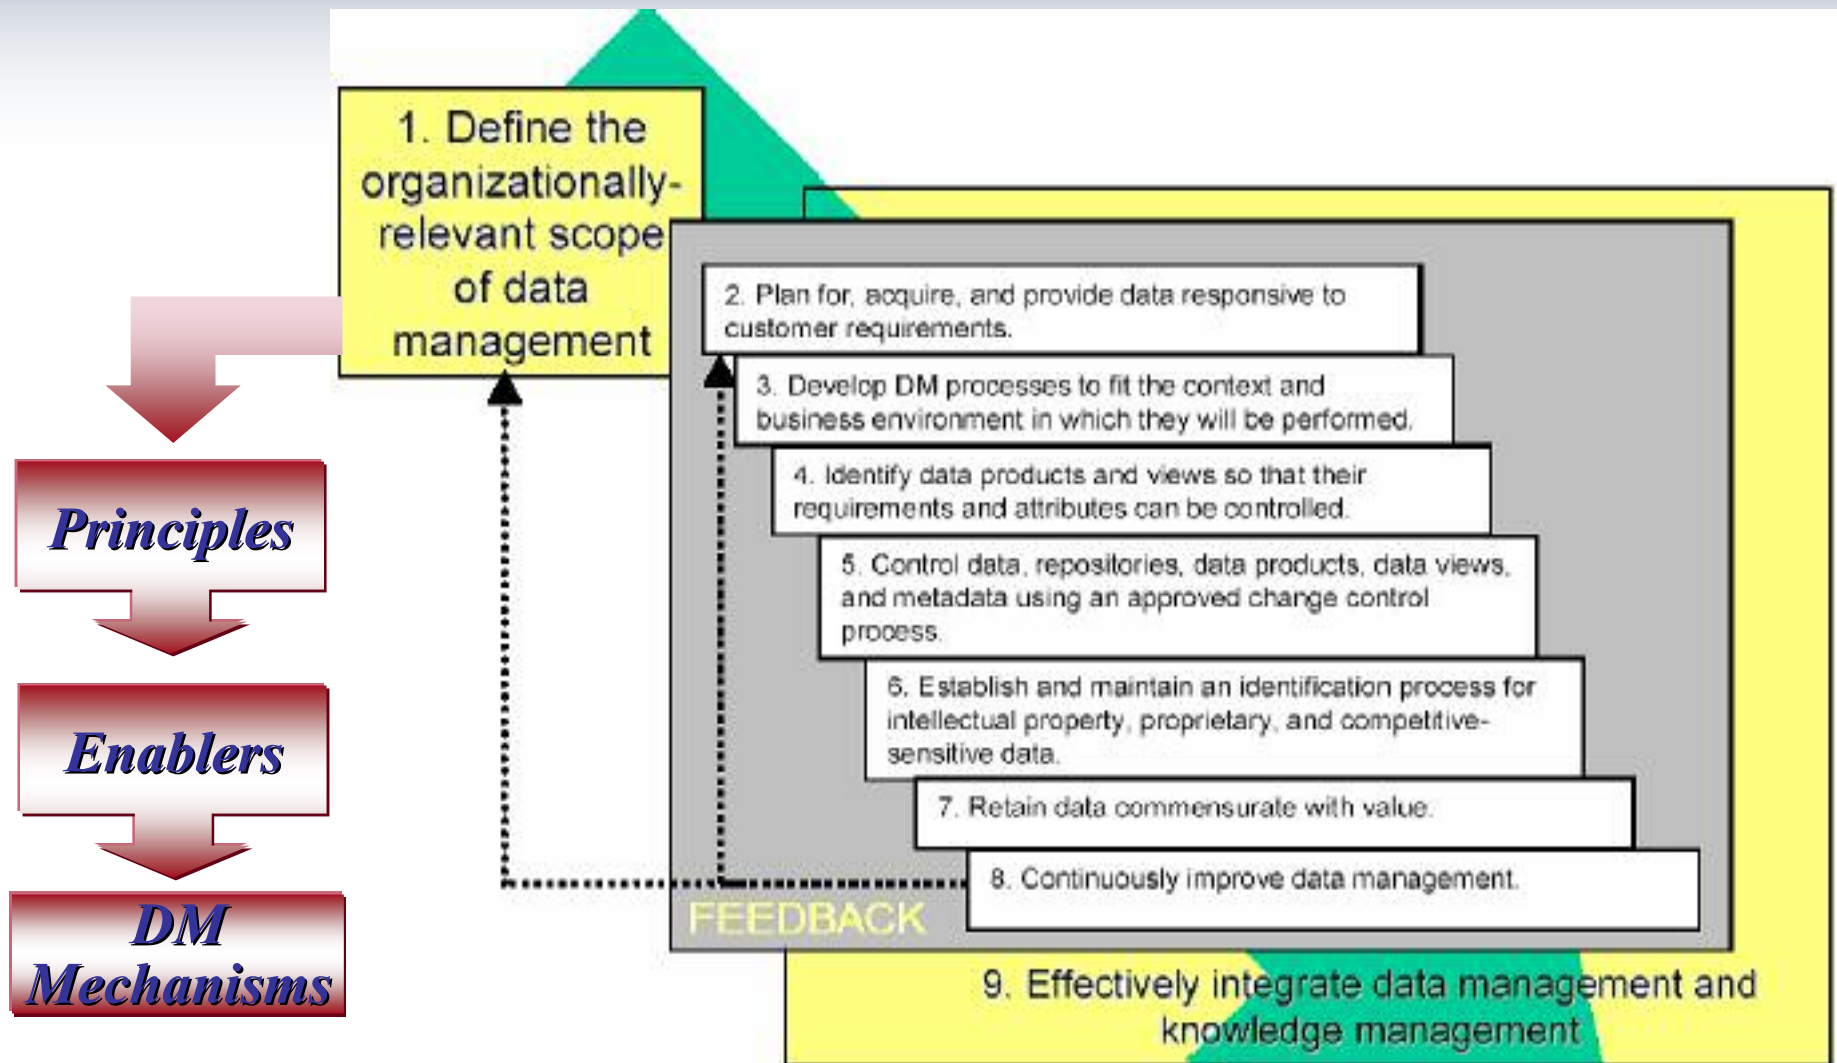 1. Define the
organizationally-
relevant scope
of data
management
2. Plan for, acquire, and provide data responsive to
customer requirements.
3. Develop DM processes to fit the context and
business environment in which they will be performed.
4. Identify data products and views so that their
requirements and attributes can be controlled.
5. Control data, repositories, data products, data views,
and metadata using an approved change control
process.
6. Establish and maintain an identification process for
intellectual property, proprietary, and competitive-
sensitive data.
7. Retain data commensurate with value.
8. Continuously improve data management.
FEEDBACK
9. Effectively integrate data management and
knowledge management
Principles
Enablers
DM
Mechanisms